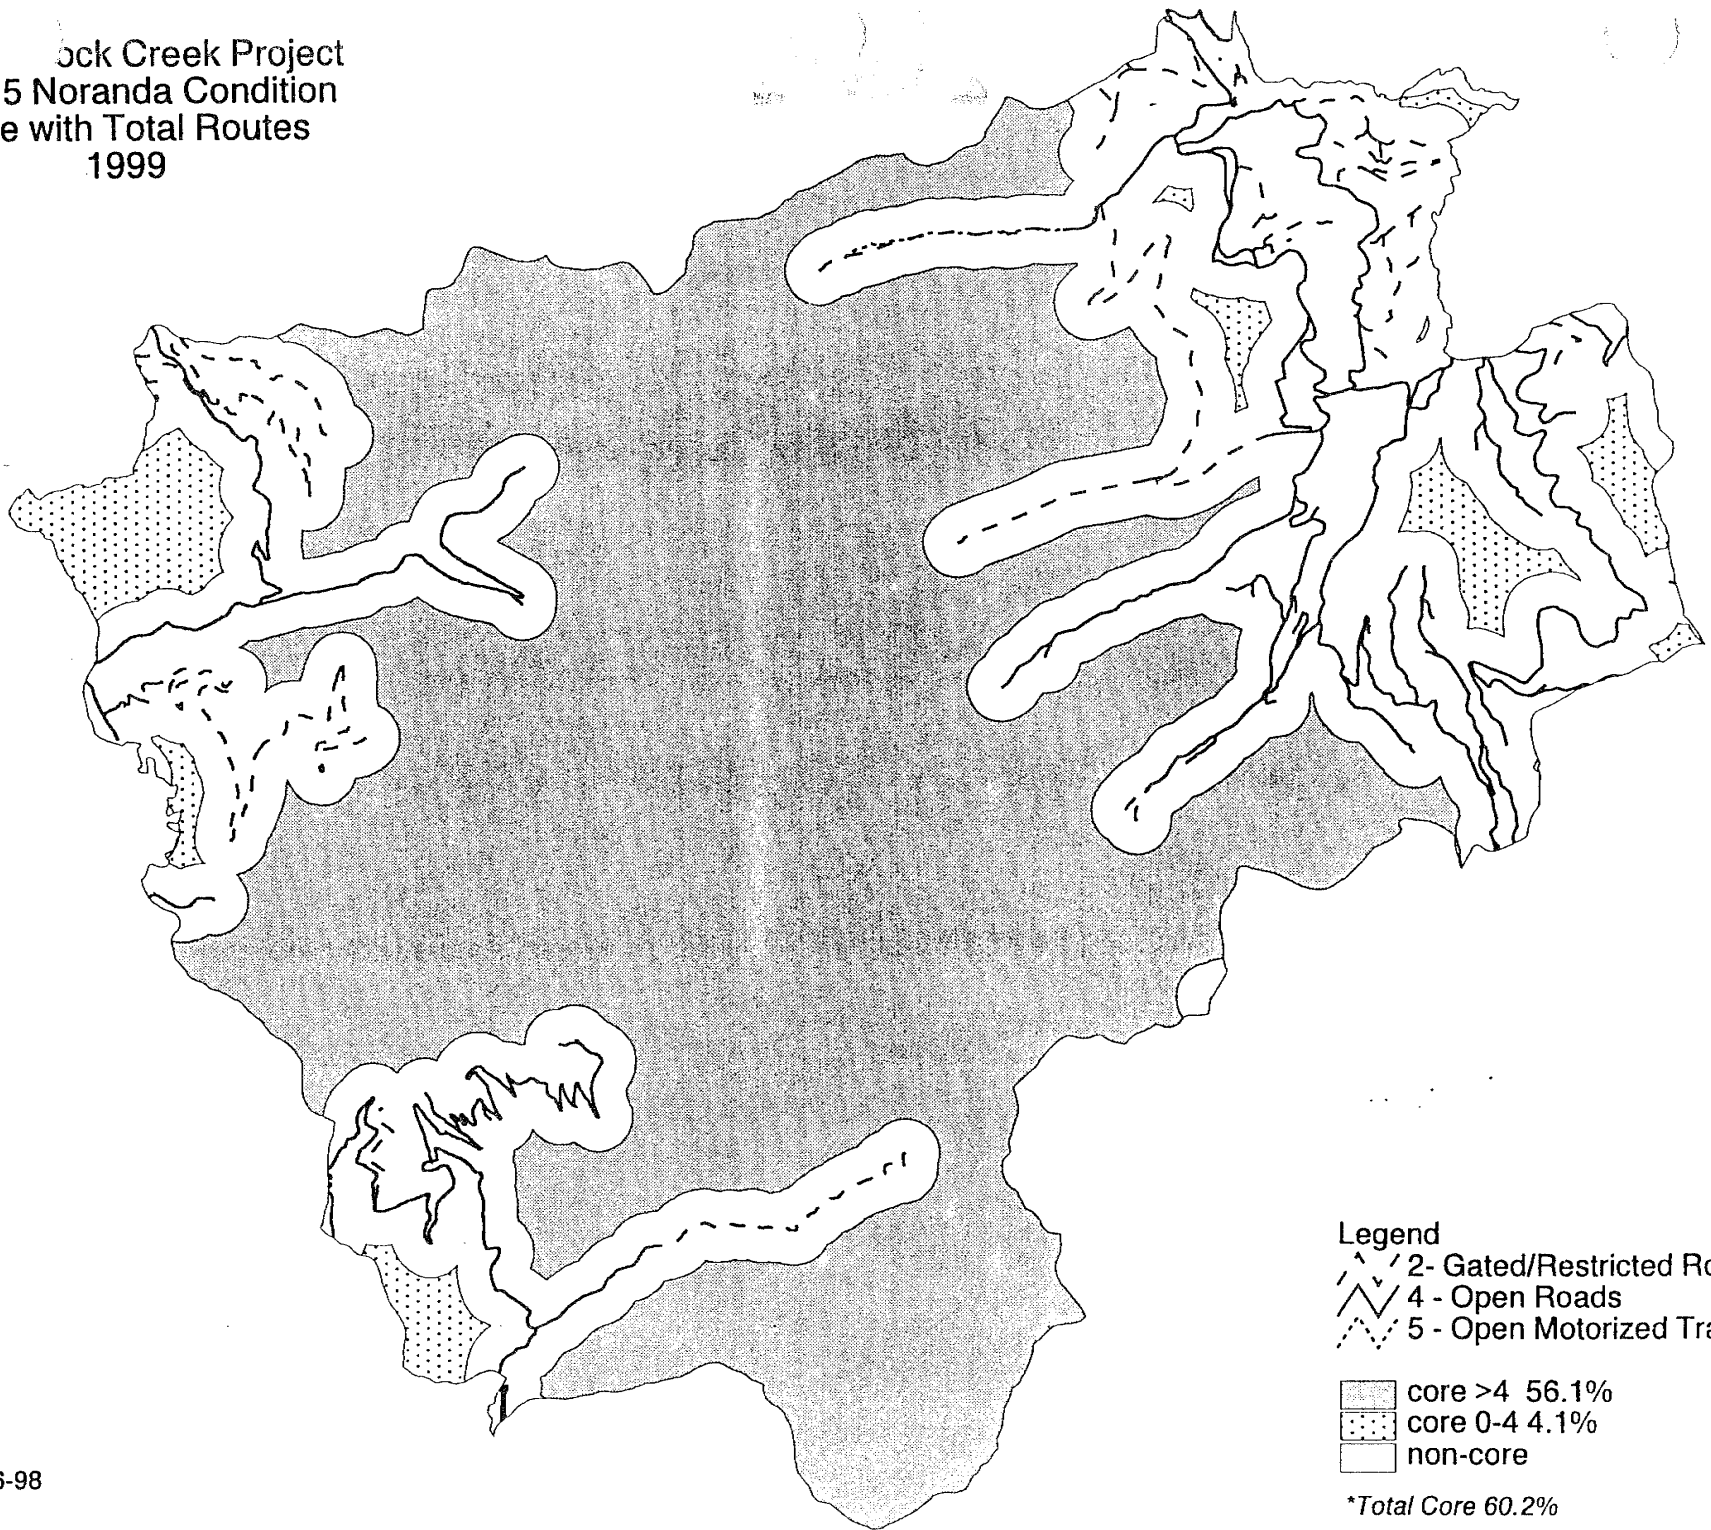 ock Creek Project
5 Noranda Condition
e with Total Routes
1999
Legend
2- Gated/Restricted Ro
4 - Open Roads
5 - Open Motorized Tra
core >4 56.1%
core 0-4 4.1%
non-core
*Total Core 60.2%
6-98